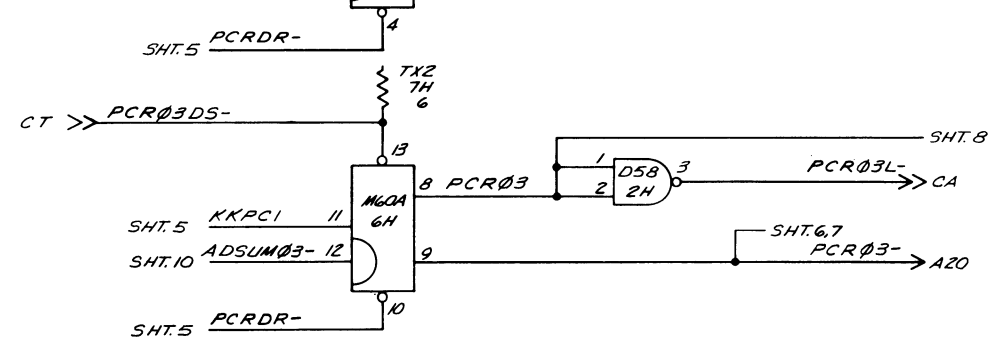 4
SHT.5 PCRDR-
TX2
7H
6
CT PCRØ3DS-
13
SHT.8
1 D58 3 PCRØ3L-
8 PCRØ3 2 2H CA
M60A
6H
SHT.5 KKPC1 11
SHT.6,7
SHT.10 ADSUMØ3- 12 9 PCRØ3- A20
10
SHT.5 PCRDR-